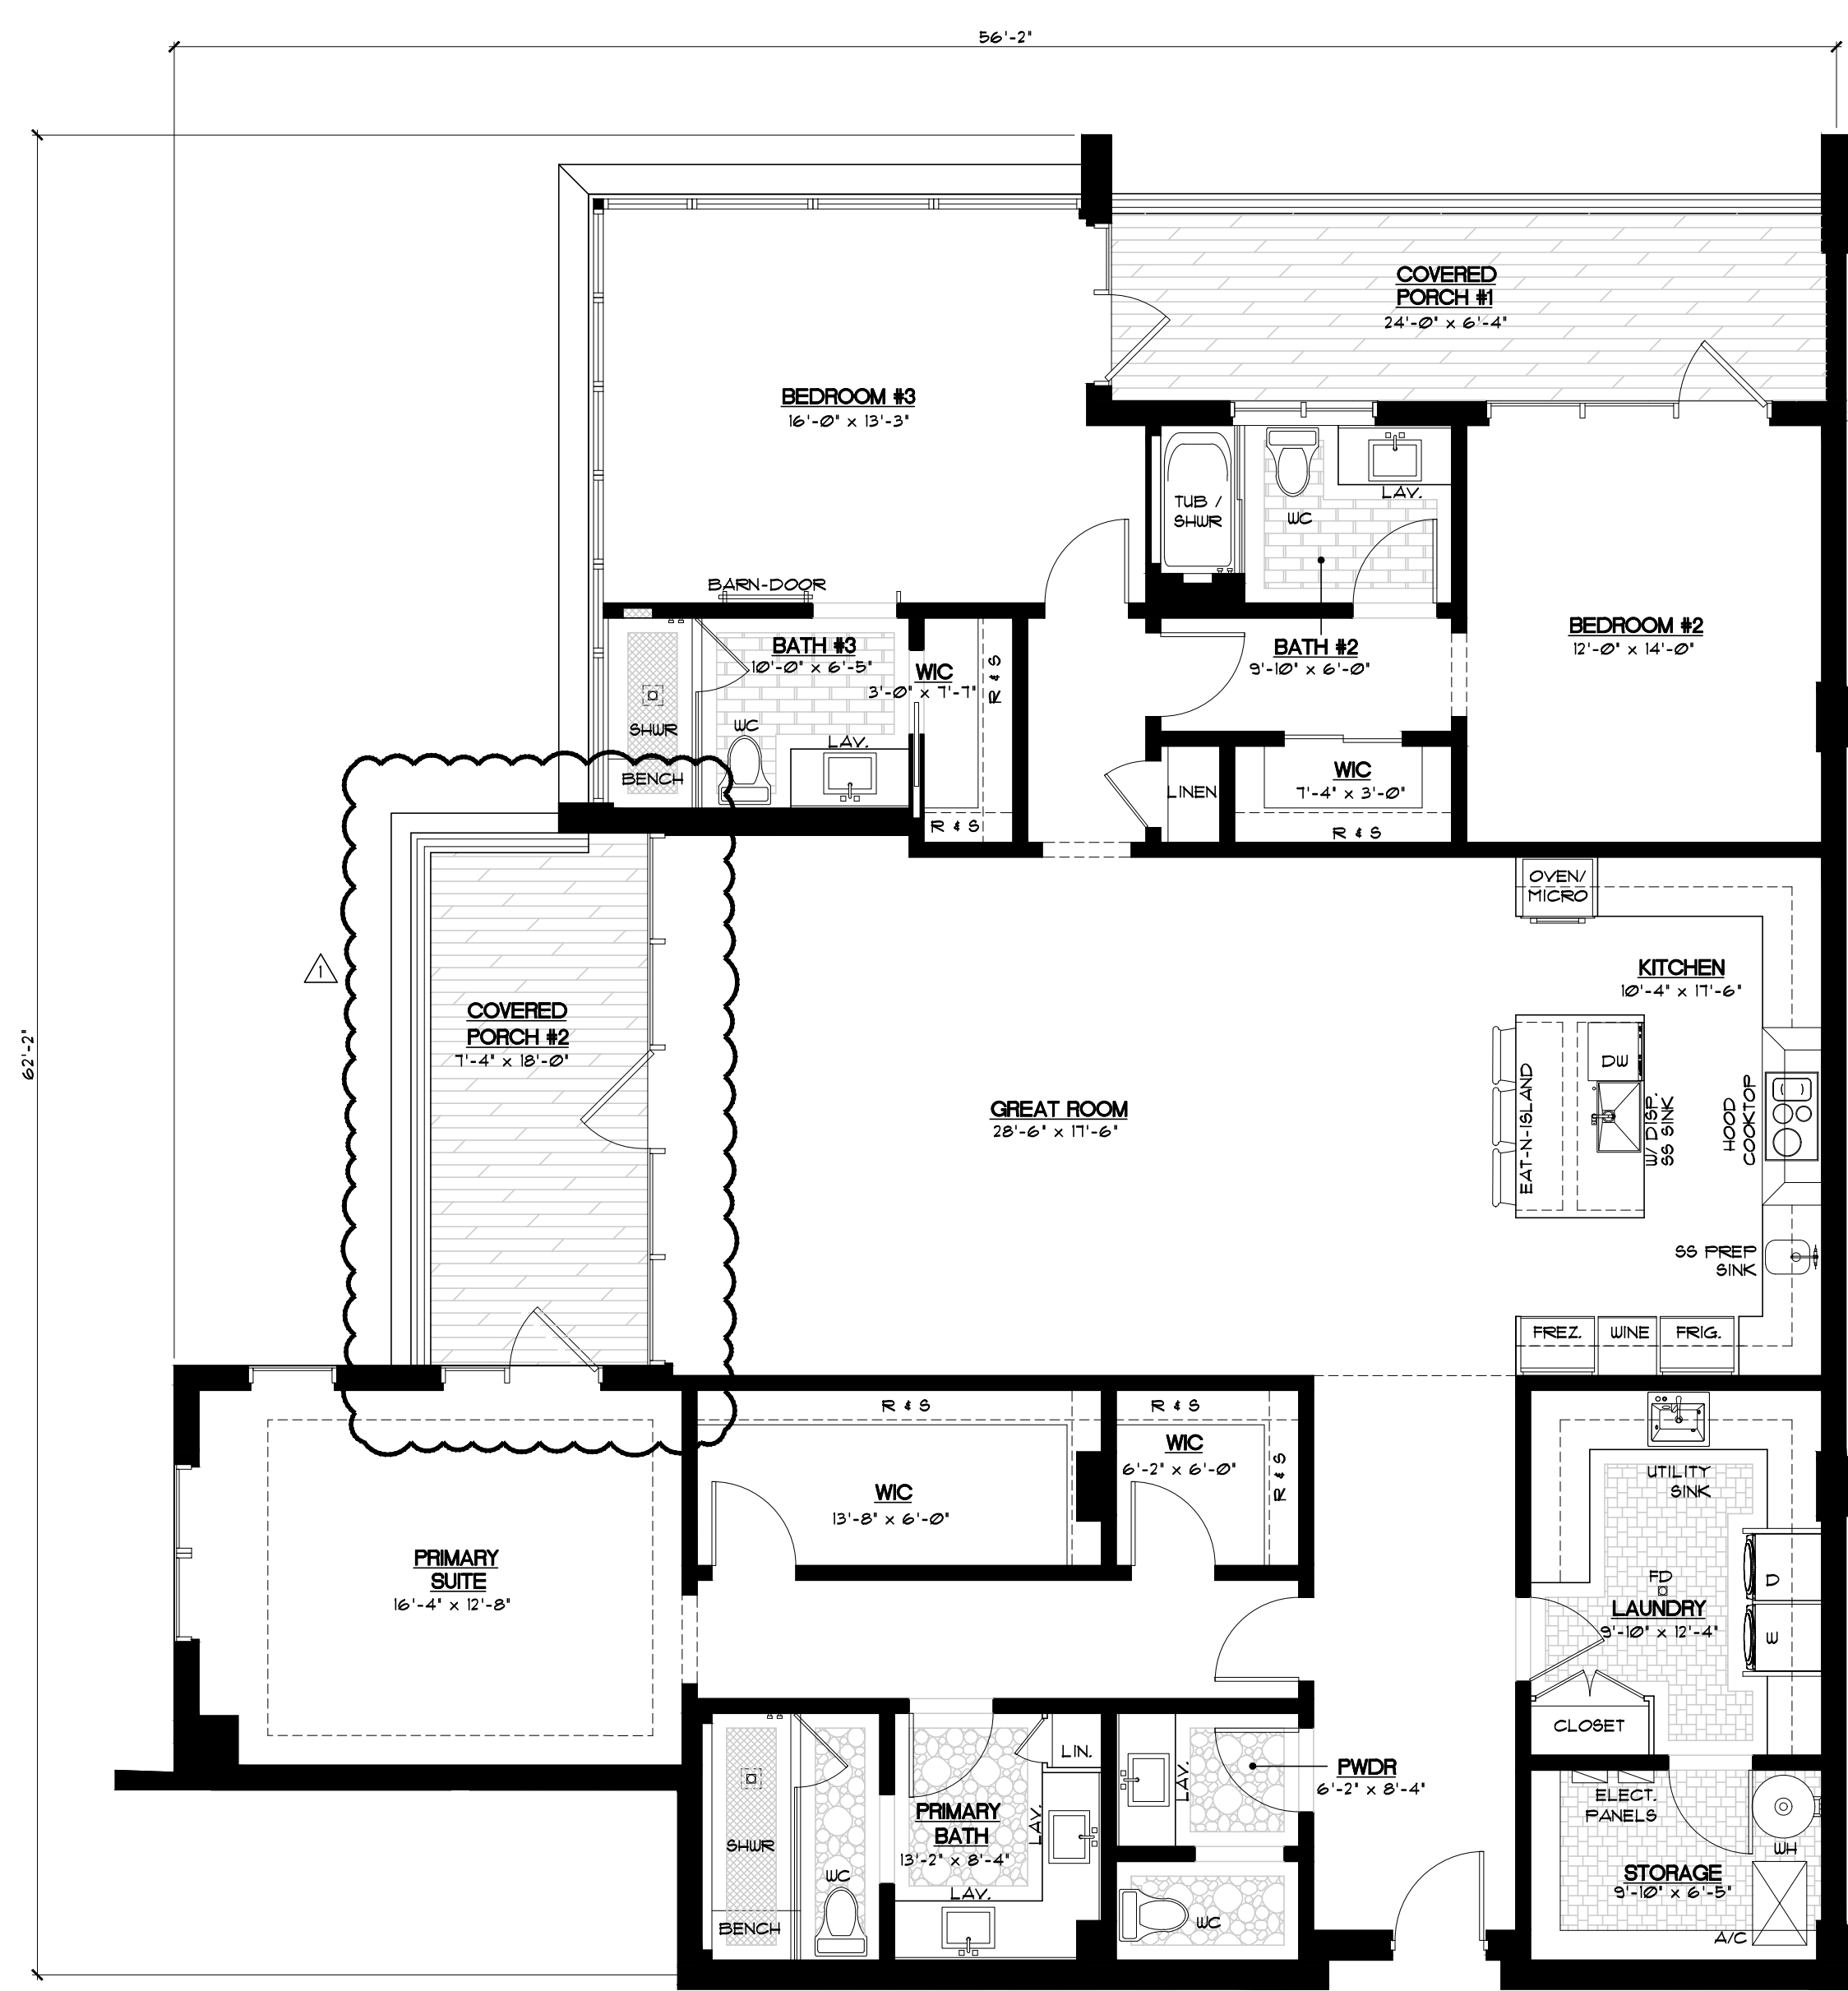 56'-2"
62'-2"
COVERED
PORCH #1
24'-0" x 6'-4"
BEDROOM #3
16'-0" x 13'-3"
TUB /
SHWR
WC
LAV.
BARN-DOOR
BATH #3
10'-0" x 6'-5"
WIC
3'-0" x 7'-7"
R & S
BATH #2
9'-10" x 6'-0"
BEDROOM #2
12'-0" x 14'-0"
SHWR
WC
LAV.
BENCH
R & S
LINEN
WIC
7'-4" x 3'-0"
R & S
OVEN/
MICRO
KITCHEN
10'-4" x 17'-6"
1
COVERED
PORCH #2
7'-4" x 18'-0"
GREAT ROOM
28'-6" x 17'-6"
EAT-N-ISLAND
DW
W/ DISP.
SS SINK
HOOD
COOKTOP
SS PREP
SINK
FREZ.
WINE
FRIG.
R & S
R & S
WIC
13'-8" x 6'-0"
WIC
6'-2" x 6'-0"
R & S
UTILITY
SINK
PRIMARY
SUITE
16'-4" x 12'-8"
FD
D
LAUNDRY
9'-10" x 12'-4"
W
CLOSET
LIN.
PWDR
6'-2" x 8'-4"
LAV.
LAV.
PRIMARY
BATH
13'-2" x 8'-4"
SHWR
WC
LAV.
BENCH
WC
ELECT.
PANELS
WH
STORAGE
9'-10" x 6'-5"
A/C